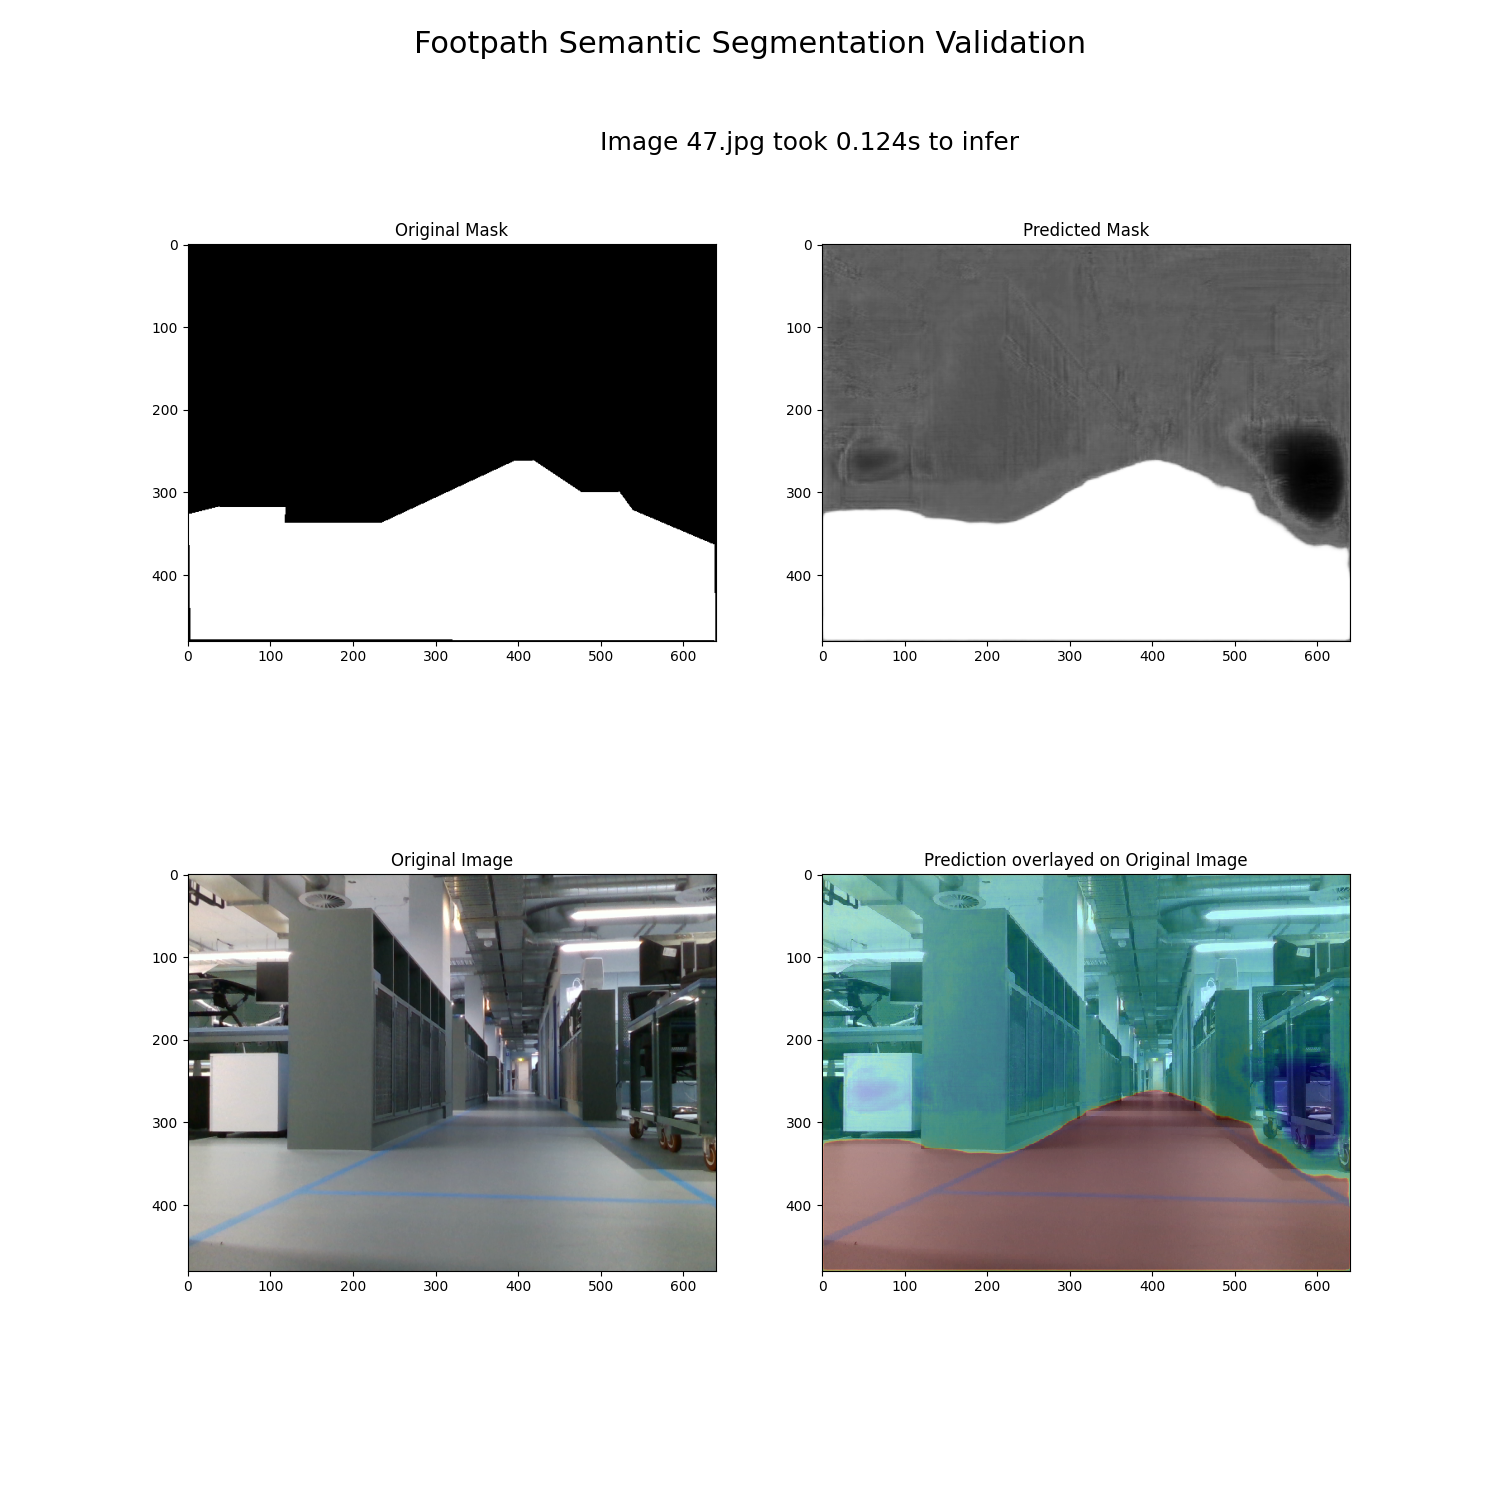 Footpath Semantic Segmentation Validation
Image 47.jpg took 0.124s to infer
Original Mask
0
100
200
300
400
0 100 200 300 400 500 600
Predicted Mask
0
100
200
300
400
0 100 200 300 400 500 600
Original Image
0
100
200
300
400
0 100 200 300 400 500 600
Prediction overlayed on Original Image
0
100
200
300
400
0 100 200 300 400 500 600